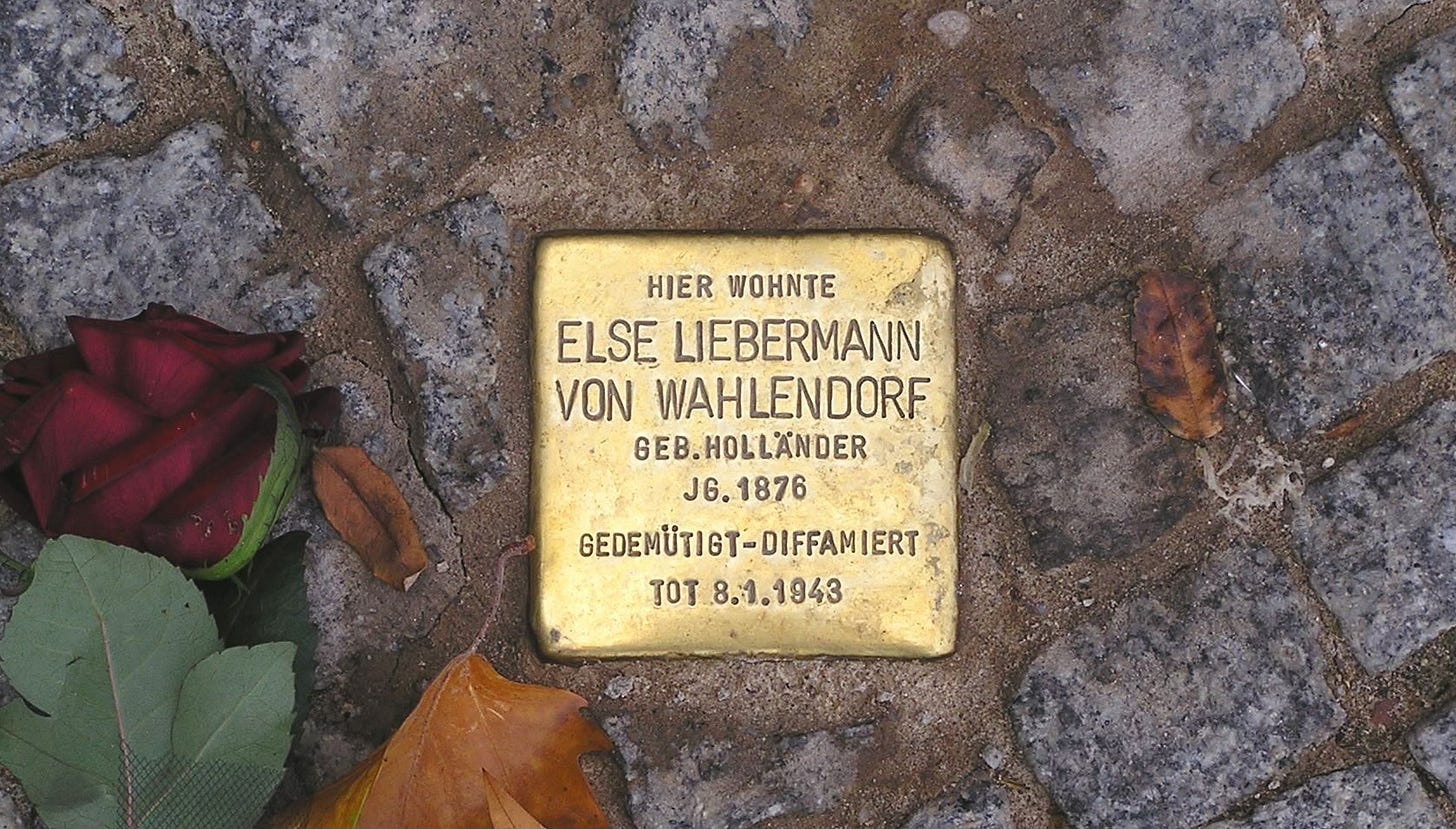 HIER WOHNTE
ELSE LIEBERMANN
VON WAHLENDORF
GEB. HOLLÄNDER
JG. 1876
GEDEMÜTIGT-DIFFAMIERT
TOT 8.1.1943